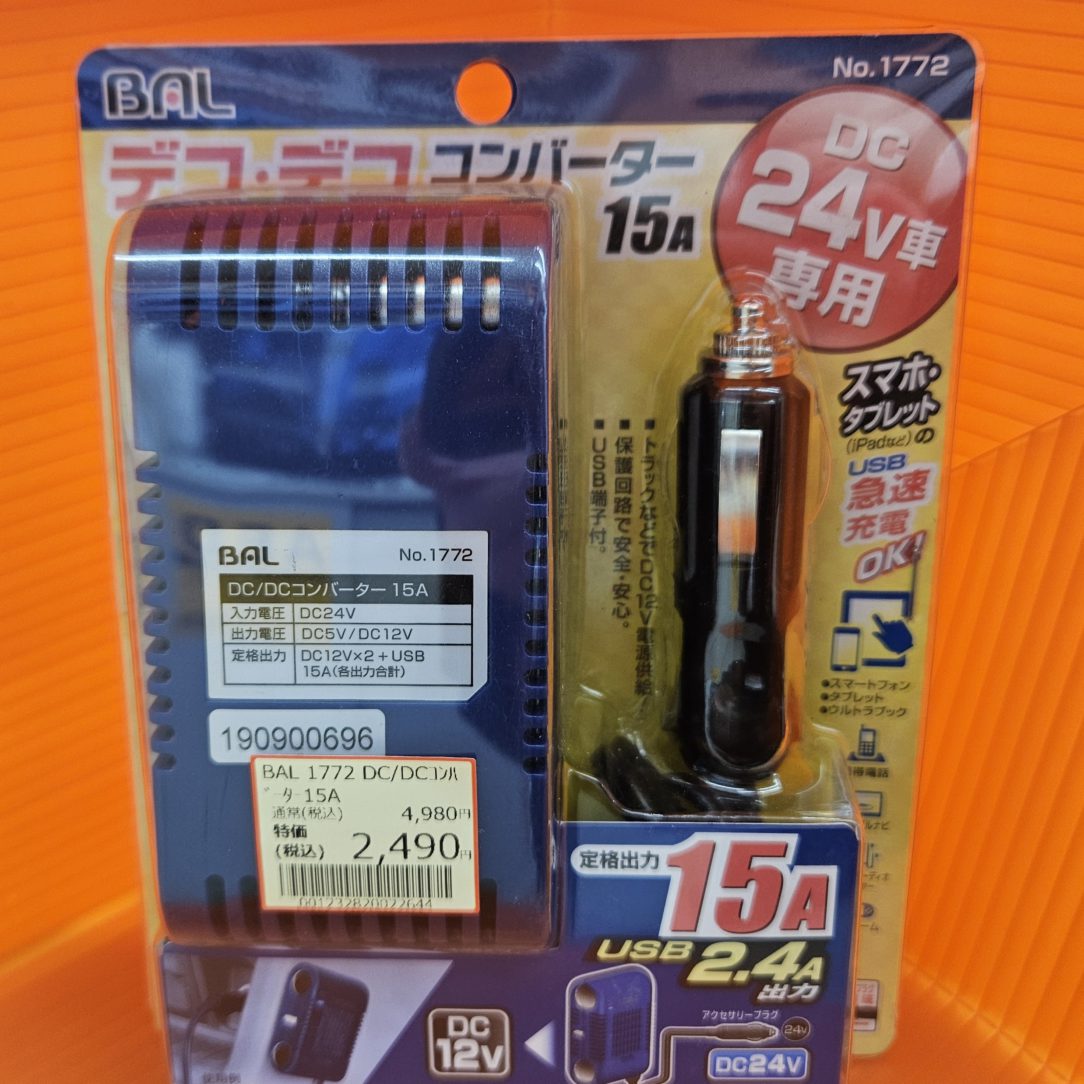 BAL
No.1772
デコ・デコ コンバーター
15A
DC
24V車
専用
スマホ・
タブレット
(iPadなど)の
USB
急速
充電
OK!
■トラックなどでDC12V電源供給
■保護回路で安全・安心。
■USB端子付。
BAL No.1772
DC/DCコンバーター 15A
入力電圧 DC24V
出力電圧 DC5V/DC12V
定格出力 DC12V×2+USB
15A(各出力合計)
190900696
●スマートフォン
●タブレット
●ウルトラブック
BAL 1772 DC/DCコンバ
ーター15A
通常(税込) 4,980円
特価
(税込) 2,490円
001232820022644
定格出力 15A
USB 2.4A
出力
アクセサリープラグ
24V
DC
12V
DC24V
使用例